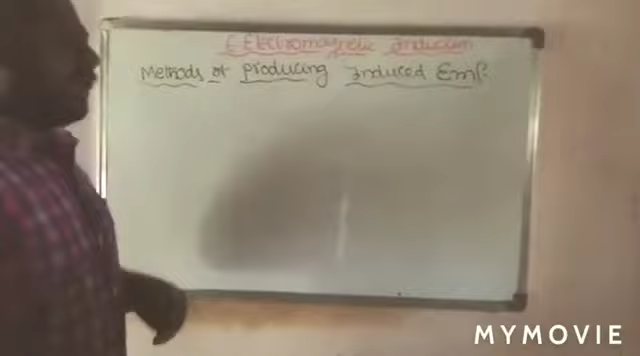 Electromagnetic Induction
Methods of producing Induced Emf.
MYMOVIE